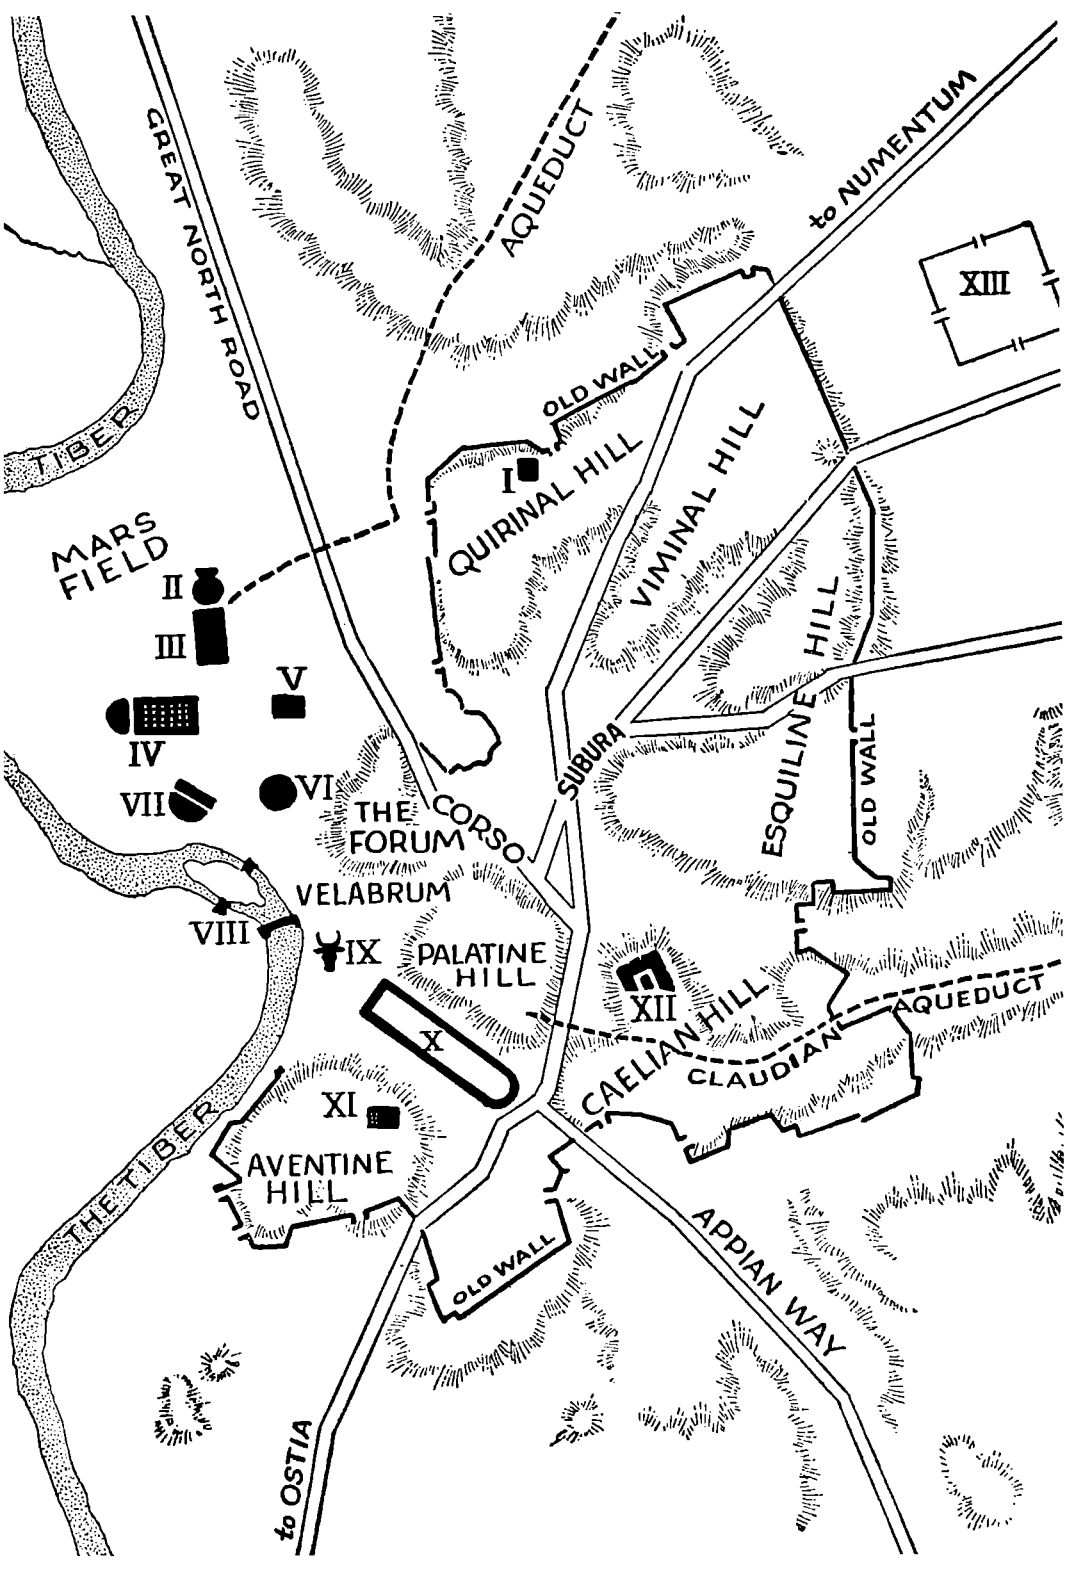 GREAT NORTH ROAD
AQUEDUCT
to NUMENTUM
XIII
TIBER
OLD WALL
I
QUIRINAL HILL
VIMINAL HILL
MARS
FIELD
II
III
ESQUILINE HILL
V
IV
SUBURA
OLD WALL
VII
VI
THE
FORUM
CORSO
VELABRUM
VIII
IX
PALATINE
HILL
XII
CAELIAN HILL
CLAUDIAN AQUEDUCT
X
XI
THE TIBER
AVENTINE
HILL
OLD WALL
APPIAN WAY
to OSTIA